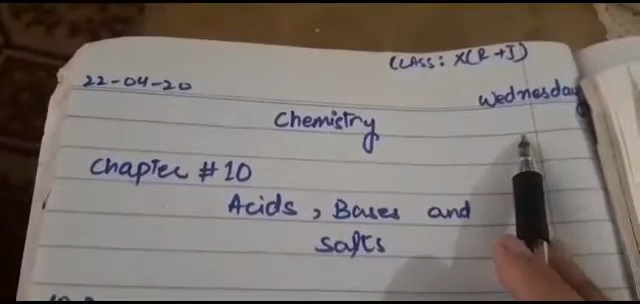 CLASS: X(R+J)
22-04-20
Wednesday
Chemistry
Chapter #10
Acids, Bases and
Salts